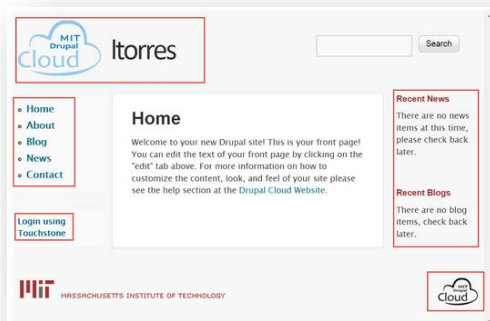 MIT
Drupal
Cloud
ltorres
Search
Home
About
Blog
News
Contact
Login using
Touchstone
Home
Welcome to your new Drupal site! This is your front page!
You can edit the text of your front page by clicking on the
"edit" tab above. For more information on how to
customize the content, look, and feel of your site please
see the help section at the Drupal Cloud Website.
Recent News
There are no news
items at this time,
please check back
later.
Recent Blogs
There are no blog
items, check back
later.
MIT
MASSACHUSETTS INSTITUTE OF TECHNOLOGY
MIT
Drupal
Cloud